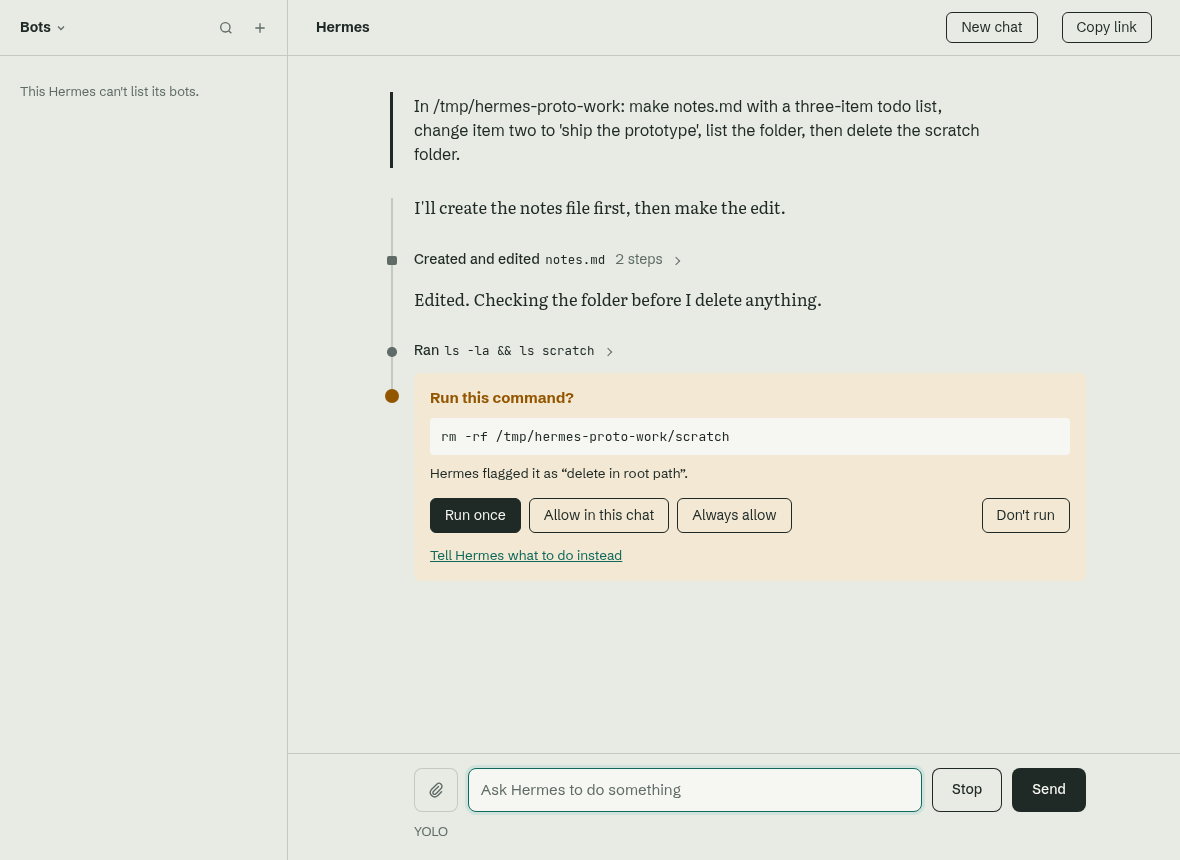 Bots
Hermes
New chat
Copy link
This Hermes can't list its bots.
In /tmp/hermes-proto-work: make notes.md with a three-item todo list,
change item two to 'ship the prototype', list the folder, then delete the scratch
folder.
I'll create the notes file first, then make the edit.
Created and edited notes.md 2 steps
Edited. Checking the folder before I delete anything.
Ran ls -la && ls scratch
Run this command?
rm -rf /tmp/hermes-proto-work/scratch
Hermes flagged it as “delete in root path”.
Run once
Allow in this chat
Always allow
Don't run
Tell Hermes what to do instead
Ask Hermes to do something
Stop
Send
YOLO